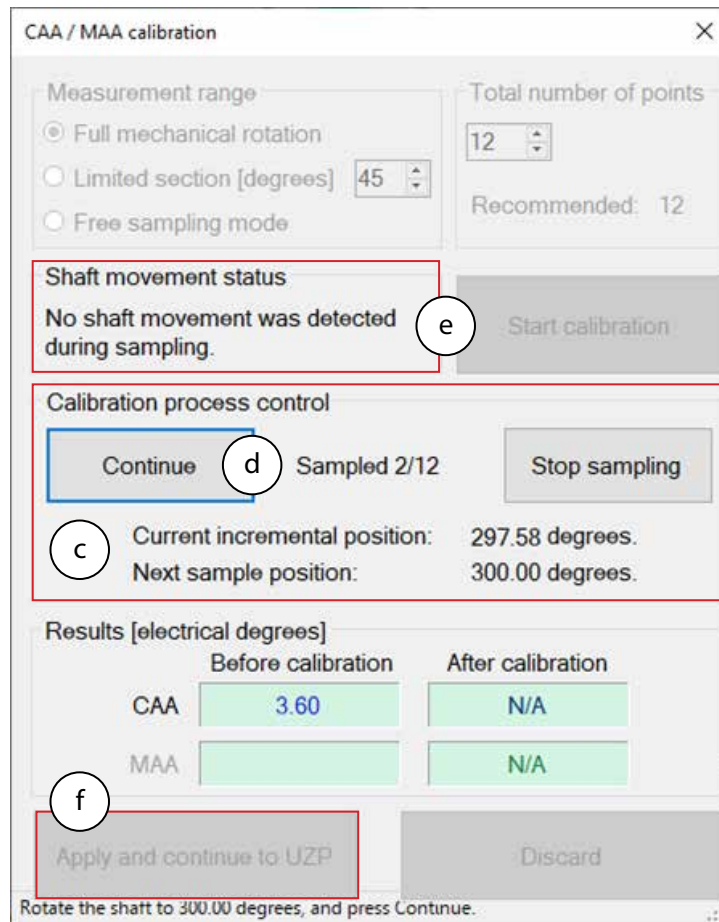 CAA / MAA calibration
Measurement range
Total number of points
Full mechanical rotation
12
Limited section [degrees] 45
Recommended: 12
Free sampling mode
Shaft movement status
No shaft movement was detected
during sampling.
e
Start calibration
Calibration process control
Continue
d
Sampled 2/12
Stop sampling
c
Current incremental position: 297.58 degrees.
Next sample position: 300.00 degrees.
Results [electrical degrees]
Before calibration After calibration
CAA 3.60 N/A
MAA N/A
f
Apply and continue to UZP
Discard
Rotate the shaft to 300.00 degrees, and press Continue.